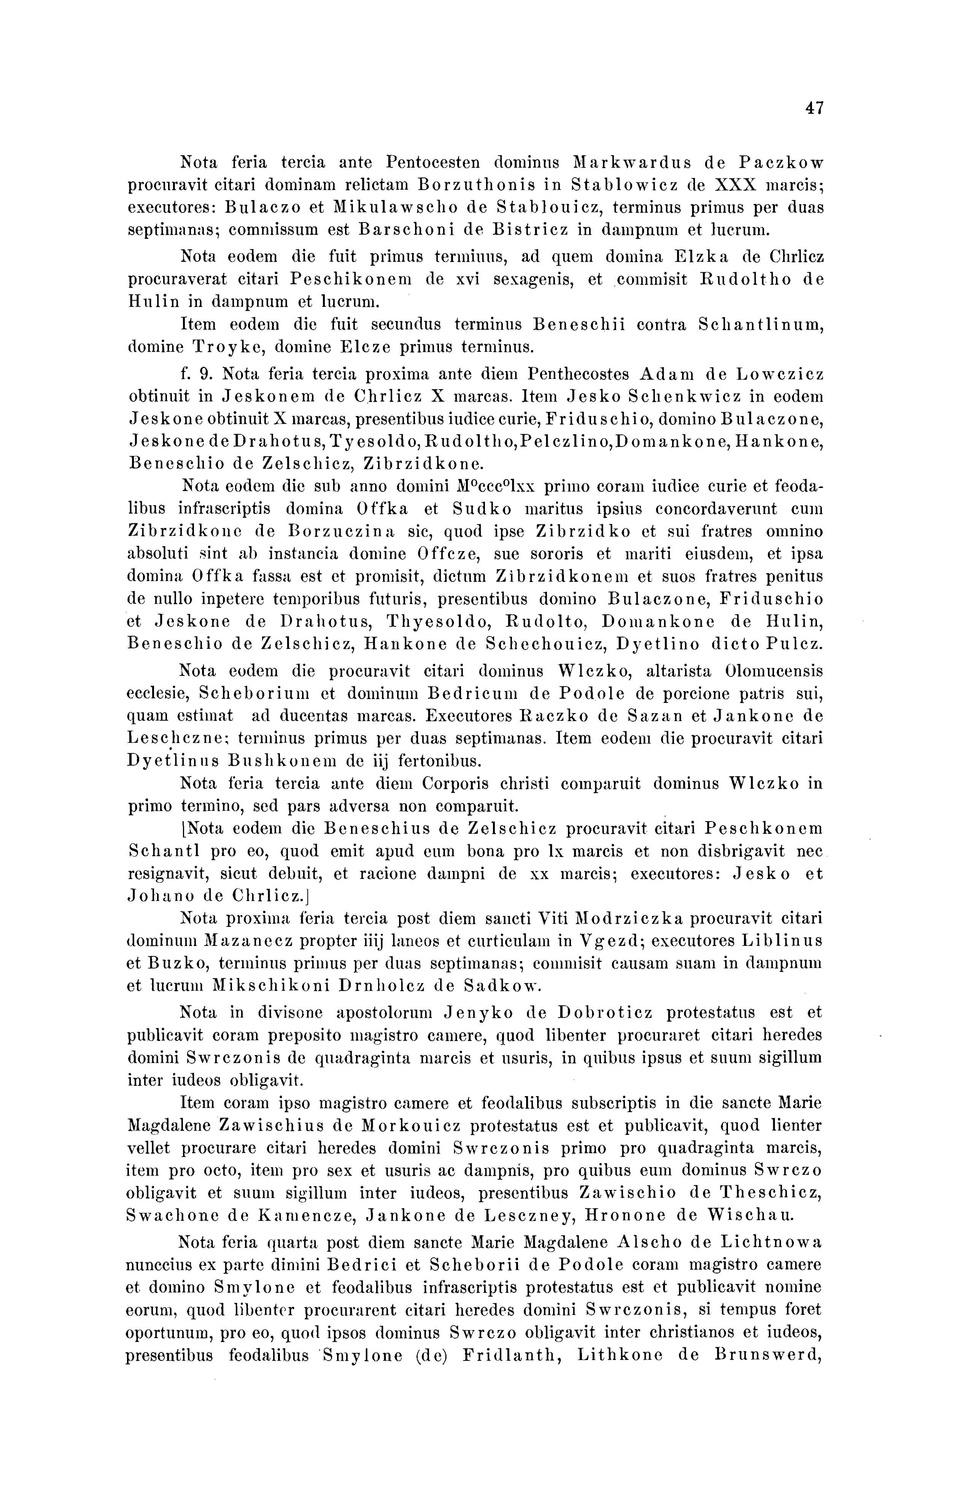 47
Nota feria tercia ante Pentocesten dominus Markwardus de Paczkow
procuravit citari dominam relictam Borzuthonis in Stablowicz de XXX marcis;
executores: Bulaczo et Mikulawscho de Stablouicz, terminus primus per duas
septimanas; commissum est Barschoni de Bistricz in dampnum et lucrum.
Nota eodem die fuit primus terminus, ad quem domina Elzka de Chrlicz
procuraverat citari Peschikonem de xvi sexagenis, et commisit Rudoltho de
Hulin in dampnum et lucrum.
Item eodem die fuit secundus terminus Beneschii contra Schantlinum,
domine Troyke, domine Elcze primus terminus.
f. 9. Nota feria tercia proxima ante diem Penthecostes Adam de Lowczicz
obtinuit in Jeskonem de Chrlicz X marcas. Item Jesko Schenkwicz in eodem
Jeskone obtinuit X marcas, presentibus iudice curie, Friduschio, domino Bulaczone,
Jeskone de Drahotus, Tyesoldo, Rudoltho, Pelczlino, Domankone, Hankone,
Beneschio de Zelschicz, Zibrzidkone.
Nota eodem die sub anno domini M°ccc°lxx primo coram iudice curie et feoda-
libus infrascriptis domina Offka et Sudko maritus ipsius concordaverunt cum
Zibrzidkone de Borzuczina sic, quod ipse Zibrzidko et sui fratres omnino
absoluti sint ab instancia domine Offcze, sue sororis et mariti eiusdem, et ipsa
domina Offka fassa est et promisit, dictum Zibrzidkonem et suos fratres penitus
de nullo inpetere temporibus futuris, presentibus domino Bulaczone, Friduschio
et Jeskone de Drahotus, Thyesoldo, Rudolto, Domankone de Hulin,
Beneschio de Zelschicz, Hankone de Schechouicz, Dyetlino dicto Pulcz.
Nota eodem die procuravit citari dominus Wlczko, altarista Olomucensis
ecclesie, Scheborium et dominum Bedricum de Podole de porcione patris sui,
quam estimat ad ducentas marcas. Executores Raczko de Sazan et Jankone de
Leschczne; terminus primus per duas septimanas. Item eodem die procuravit citari
Dyetlinus Bushkonem de iij fertonibus.
Nota feria tercia ante diem Corporis christi comparuit dominus Wlczko in
primo termino, sed pars adversa non comparuit.
⌊Nota eodem die Beneschius de Zelschicz procuravit citari Peschkonem
Schantl pro eo, quod emit apud eum bona pro lx marcis et non disbrigavit nec
resignavit, sicut debuit, et racione dampni de xx marcis; executores: Jesko et
Johano de Chrlicz.⌋
Nota proxima feria tercia post diem sancti Viti Modrziczka procuravit citari
dominum Mazanecz propter iiij laneos et curticulam in Vgezd; executores Liblinus
et Buzko, terminus primus per duas septimanas; commisit causam suam in dampnum
et lucrum Mikschikoni Drnholcz de Sadkow.
Nota in divisone apostolorum Jenyko de Dobroticz protestatus est et
publicavit coram preposito magistro camere, quod libenter procuraret citari heredes
domini Swrczonis de quadraginta marcis et usuris, in quibus ipsus et suum sigillum
inter iudeos obligavit.
Item coram ipso magistro camere et feodalibus subscriptis in die sancte Marie
Magdalene Zawischius de Morkouicz protestatus est et publicavit, quod lienter
vellet procurare citari heredes domini Swrczonis primo pro quadraginta marcis,
item pro octo, item pro sex et usuris ac dampnis, pro quibus eum dominus Swrczo
obligavit et suum sigillum inter iudeos, presentibus Zawischio de Theschicz,
Swachone de Kamencze, Jankone de Lesczney, Hronone de Wischau.
Nota feria quarta post diem sancte Marie Magdalene Alscho de Lichtnowa
nunccius ex parte dimini Bedrici et Scheborii de Podole coram magistro camere
et domino Smylone et feodalibus infrascriptis protestatus est et publicavit nomine
eorum, quod libenter procurarent citari heredes domini Swrczonis, si tempus foret
oportunum, pro eo, quod ipsos dominus Swrczo obligavit inter christianos et iudeos,
presentibus feodalibus Smylone (de) Fridlanth, Lithkone de Brunswerd,